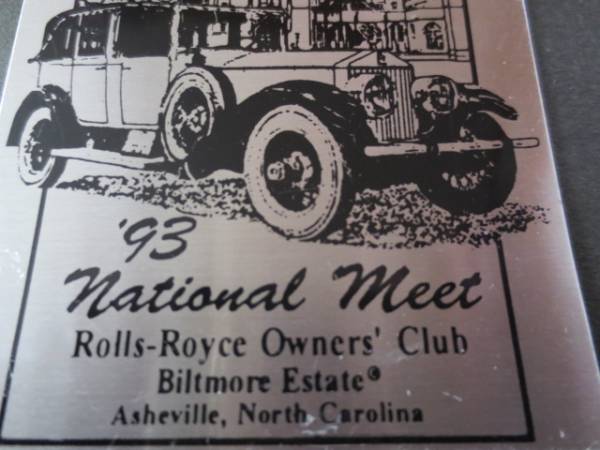 '93
National Meet
Rolls-Royce Owners' Club
Biltmore Estate®
Asheville, North Carolina